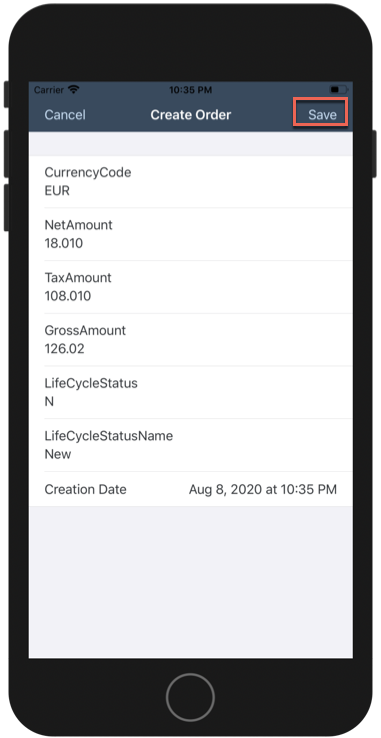 Carrier 10:35 PM
Cancel Create Order Save
CurrencyCode
EUR
NetAmount
18.010
TaxAmount
108.010
GrossAmount
126.02
LifeCycleStatus
N
LifeCycleStatusName
New
Creation Date Aug 8, 2020 at 10:35 PM